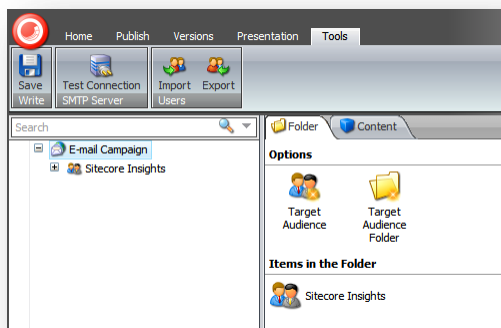 Home Publish Versions Presentation Tools
Save Test Connection Import Export
Write SMTP Server Users
Search
Folder Content
E-mail Campaign
Sitecore Insights
Options
Target
Audience
Target
Audience
Folder
Items in the Folder
Sitecore Insights